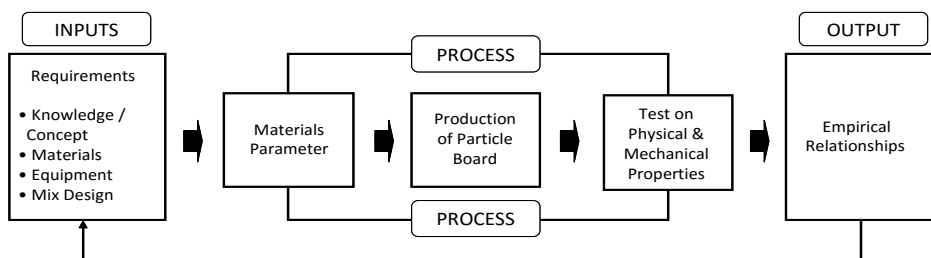 INPUTS
PROCESS
OUTPUT
Requirements
• Knowledge /
Concept
• Materials
• Equipment
• Mix Design
Materials
Parameter
Production
of Particle
Board
Test on
Physical &
Mechanical
Properties
Empirical
Relationships
PROCESS